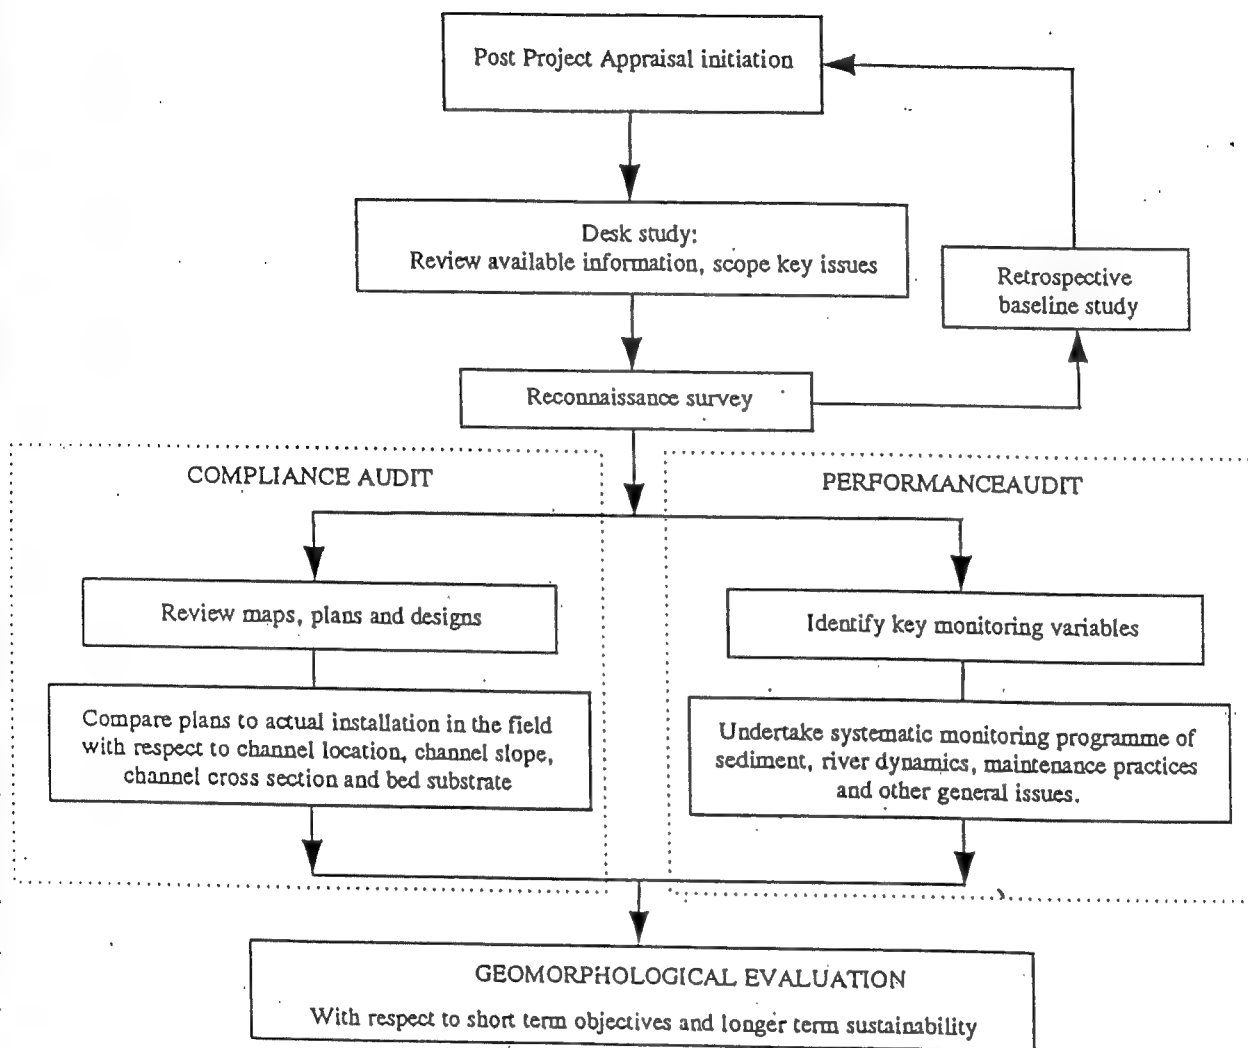 Post Project Appraisal initiation
Desk study:
Review available information, scope key issues
Retrospective
baseline study
Reconnaissance survey
COMPLIANCE AUDIT
PERFORMANCEAUDIT
Review maps, plans and designs
Identify key monitoring variables
Compare plans to actual installation in the field
with respect to channel location, channel slope,
channel cross section and bed substrate
Undertake systematic monitoring programme of
sediment, river dynamics, maintenance practices
and other general issues.
GEOMORPHOLOGICAL EVALUATION
With respect to short term objectives and longer term sustainability